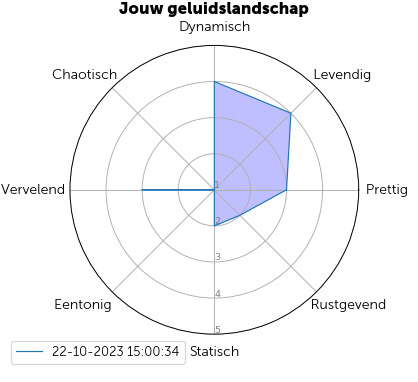 Jouw geluidslandschap
Dynamisch
Chaotisch
Levendig
Vervelend
1
Prettig
2
3
4
Eentonig
Rustgevend
5
22-10-2023 15:00:34
Statisch